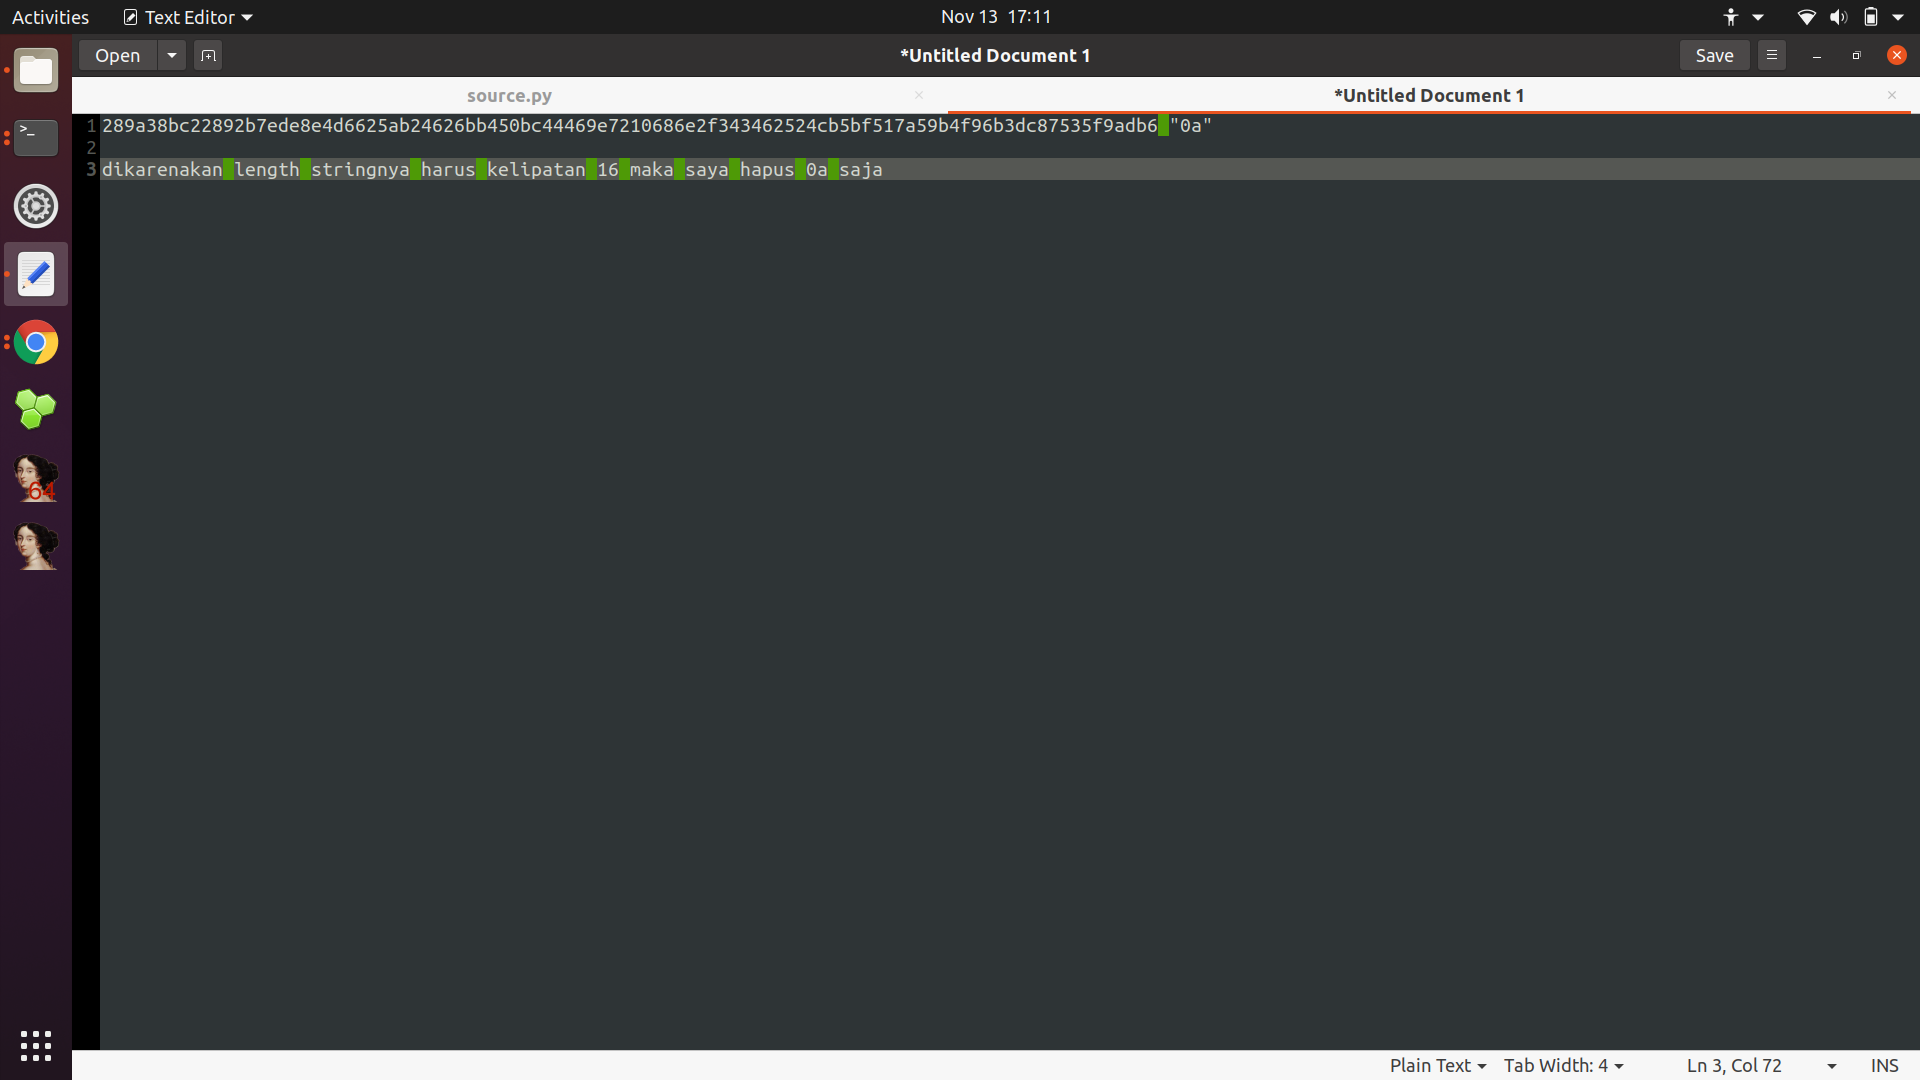 Activities Text Editor Nov 13 17:11
Open *Untitled Document 1 Save
source.py *Untitled Document 1
1 289a38bc22892b7ede8e4d6625ab24626bb450bc44469e7210686e2f343462524cb5bf517a59b4f96b3dc87535f9adb6 "0a"
2
3 dikarenakan length stringnya harus kelipatan 16 maka saya hapus 0a saja
>_
64
Plain Text Tab Width: 4 Ln 3, Col 72 INS